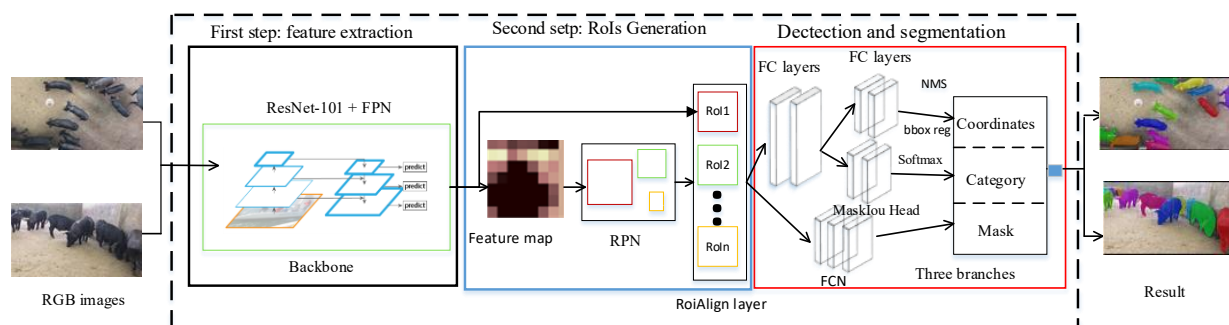 First step: feature extraction
Second setp: RoIs Generation
Dectection and segmentation
ResNet-101 + FPN
predict
predict
predict
Backbone
RGB images
Feature map
RPN
RoI1
RoI2
RoIn
RoiAlign layer
FC layers
FC layers
NMS
bbox reg
Softmax
MaskIou Head
FCN
Coordinates
Category
Mask
Three branches
Result